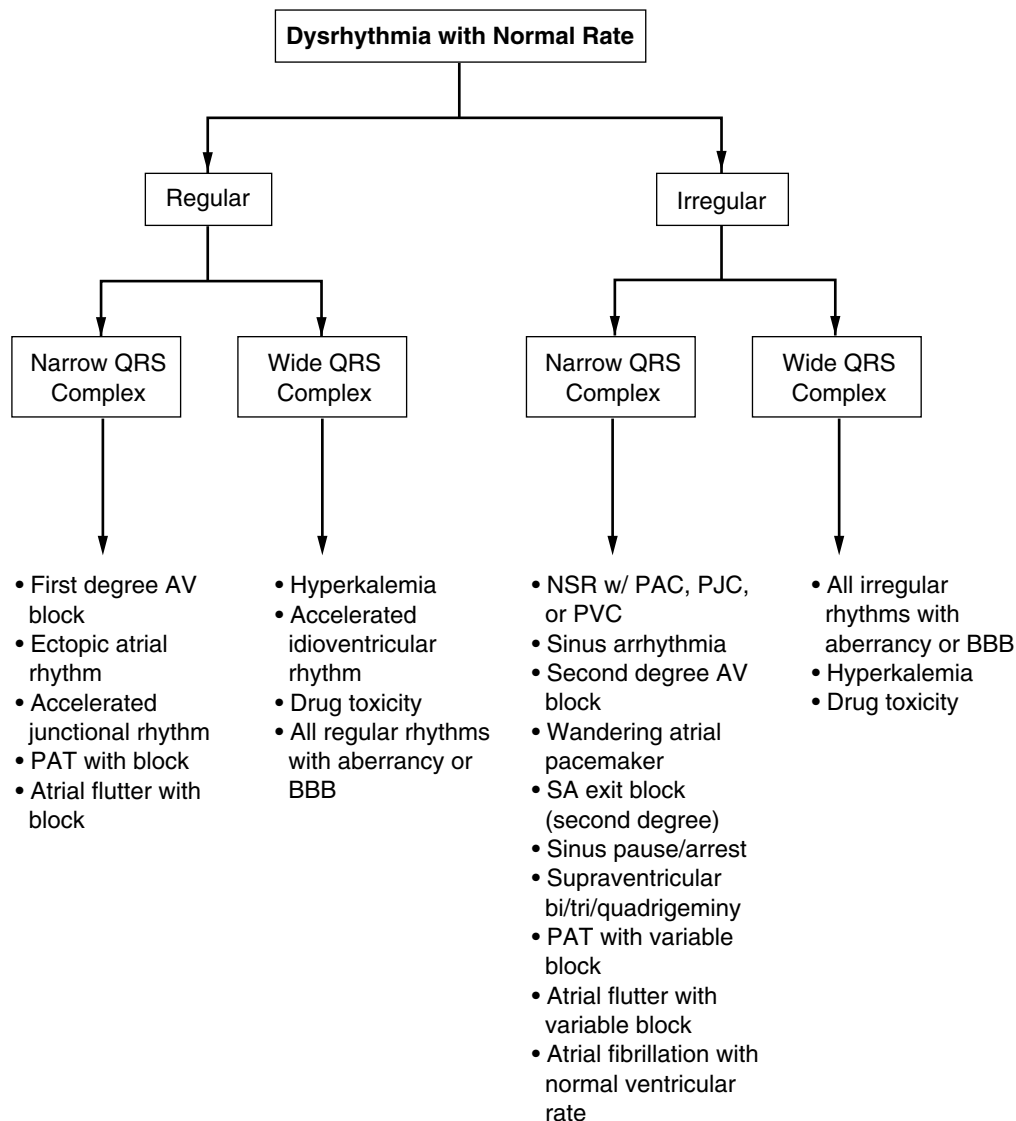 Dysrhythmia with Normal Rate
Regular
Irregular
Narrow QRS
Complex
Wide QRS
Complex
Narrow QRS
Complex
Wide QRS
Complex
• First degree AV
block
• Ectopic atrial
rhythm
• Accelerated
junctional rhythm
• PAT with block
• Atrial flutter with
block
• Hyperkalemia
• Accelerated
idioventricular
rhythm
• Drug toxicity
• All regular rhythms
with aberrancy or
BBB
• NSR w/ PAC, PJC,
or PVC
• Sinus arrhythmia
• Second degree AV
block
• Wandering atrial
pacemaker
• SA exit block
(second degree)
• Sinus pause/arrest
• Supraventricular
bi/tri/quadrigeminy
• PAT with variable
block
• Atrial flutter with
variable block
• Atrial fibrillation with
normal ventricular
rate
• All irregular
rhythms with
aberrancy or BBB
• Hyperkalemia
• Drug toxicity